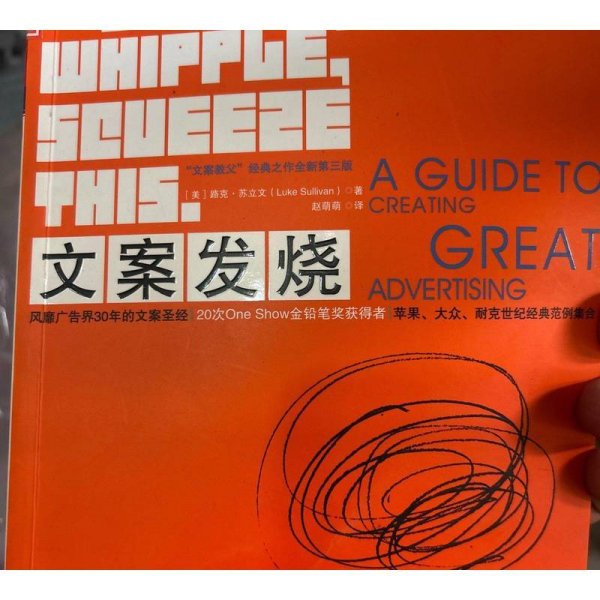 WHIPPLE,
SQUEEZE
THIS.
“文案教父”经典之作全新第三版
[美]路克·苏立文(Luke Sullivan)◎著
赵萌萌◎译
A GUIDE TO
CREATING
GREAT
ADVERTISING
文案发烧
风靡广告界30年的文案圣经 20次One Show金铅笔奖获得者 苹果、大众、耐克世纪经典范例集合